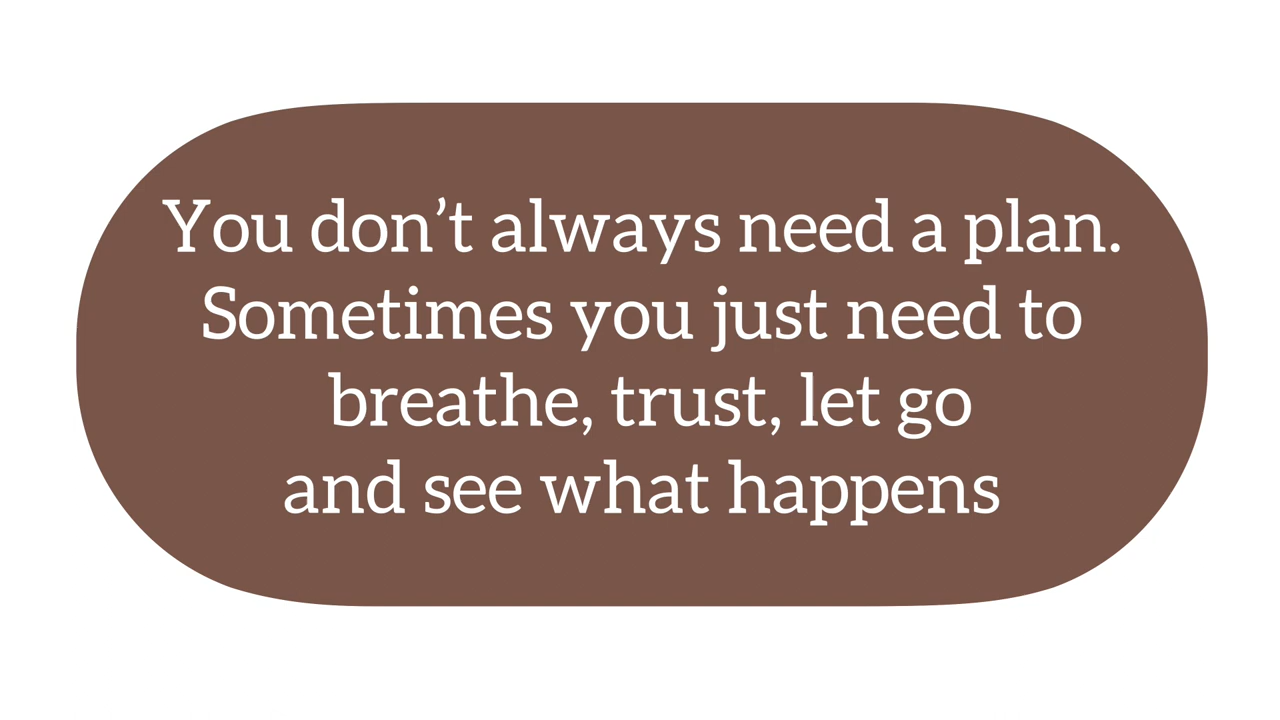 You don’t always need a plan.
Sometimes you just need to
breathe, trust, let go
and see what happens